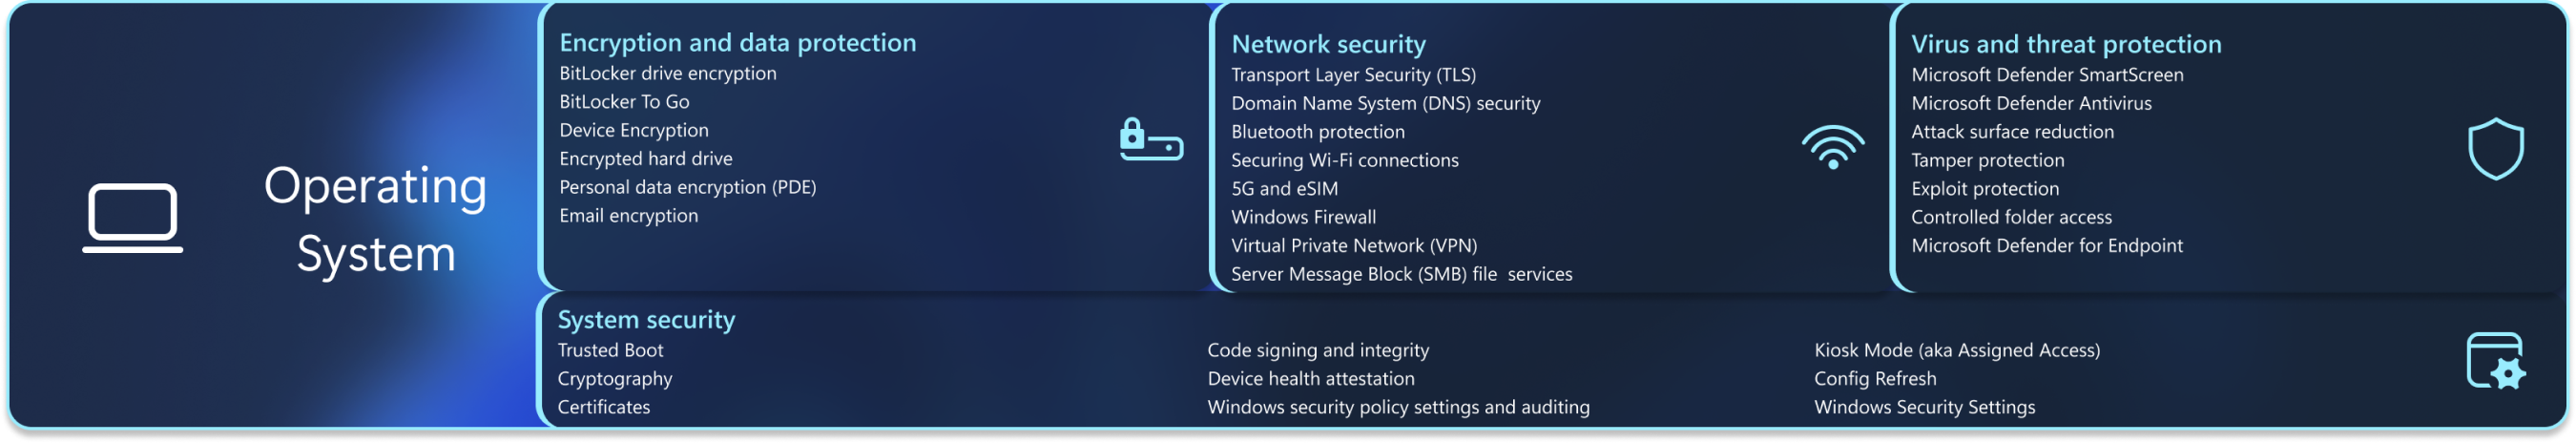 Operating
System
Encryption and data protection
BitLocker drive encryption
BitLocker To Go
Device Encryption
Encrypted hard drive
Personal data encryption (PDE)
Email encryption
Network security
Transport Layer Security (TLS)
Domain Name System (DNS) security
Bluetooth protection
Securing Wi-Fi connections
5G and eSIM
Windows Firewall
Virtual Private Network (VPN)
Server Message Block (SMB) file  services
Virus and threat protection
Microsoft Defender SmartScreen
Microsoft Defender Antivirus
Attack surface reduction
Tamper protection
Exploit protection
Controlled folder access
Microsoft Defender for Endpoint
System security
Trusted Boot
Cryptography
Certificates
Code signing and integrity
Device health attestation
Windows security policy settings and auditing
Kiosk Mode (aka Assigned Access)
Config Refresh
Windows Security Settings